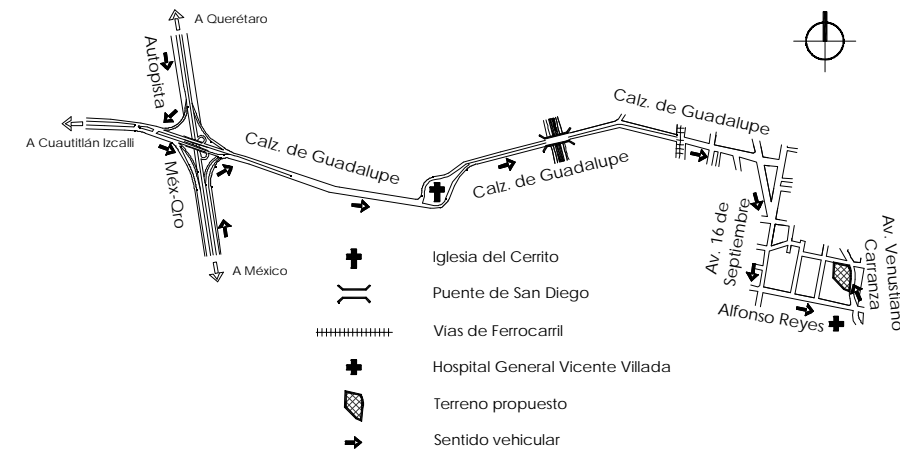 A Querétaro
Autopista
A Cuautitlán Izcalli
Méx-Qro
A México
Calz. de Guadalupe
Calz. de Guadalupe
Calz. de Guadalupe
Av. 16 de
Septiembre
Av. Venustiano
Carranza
Alfonso Reyes
Iglesia del Cerrito
Puente de San Diego
Vías de Ferrocarril
Hospital General Vicente Villada
Terreno propuesto
Sentido vehicular